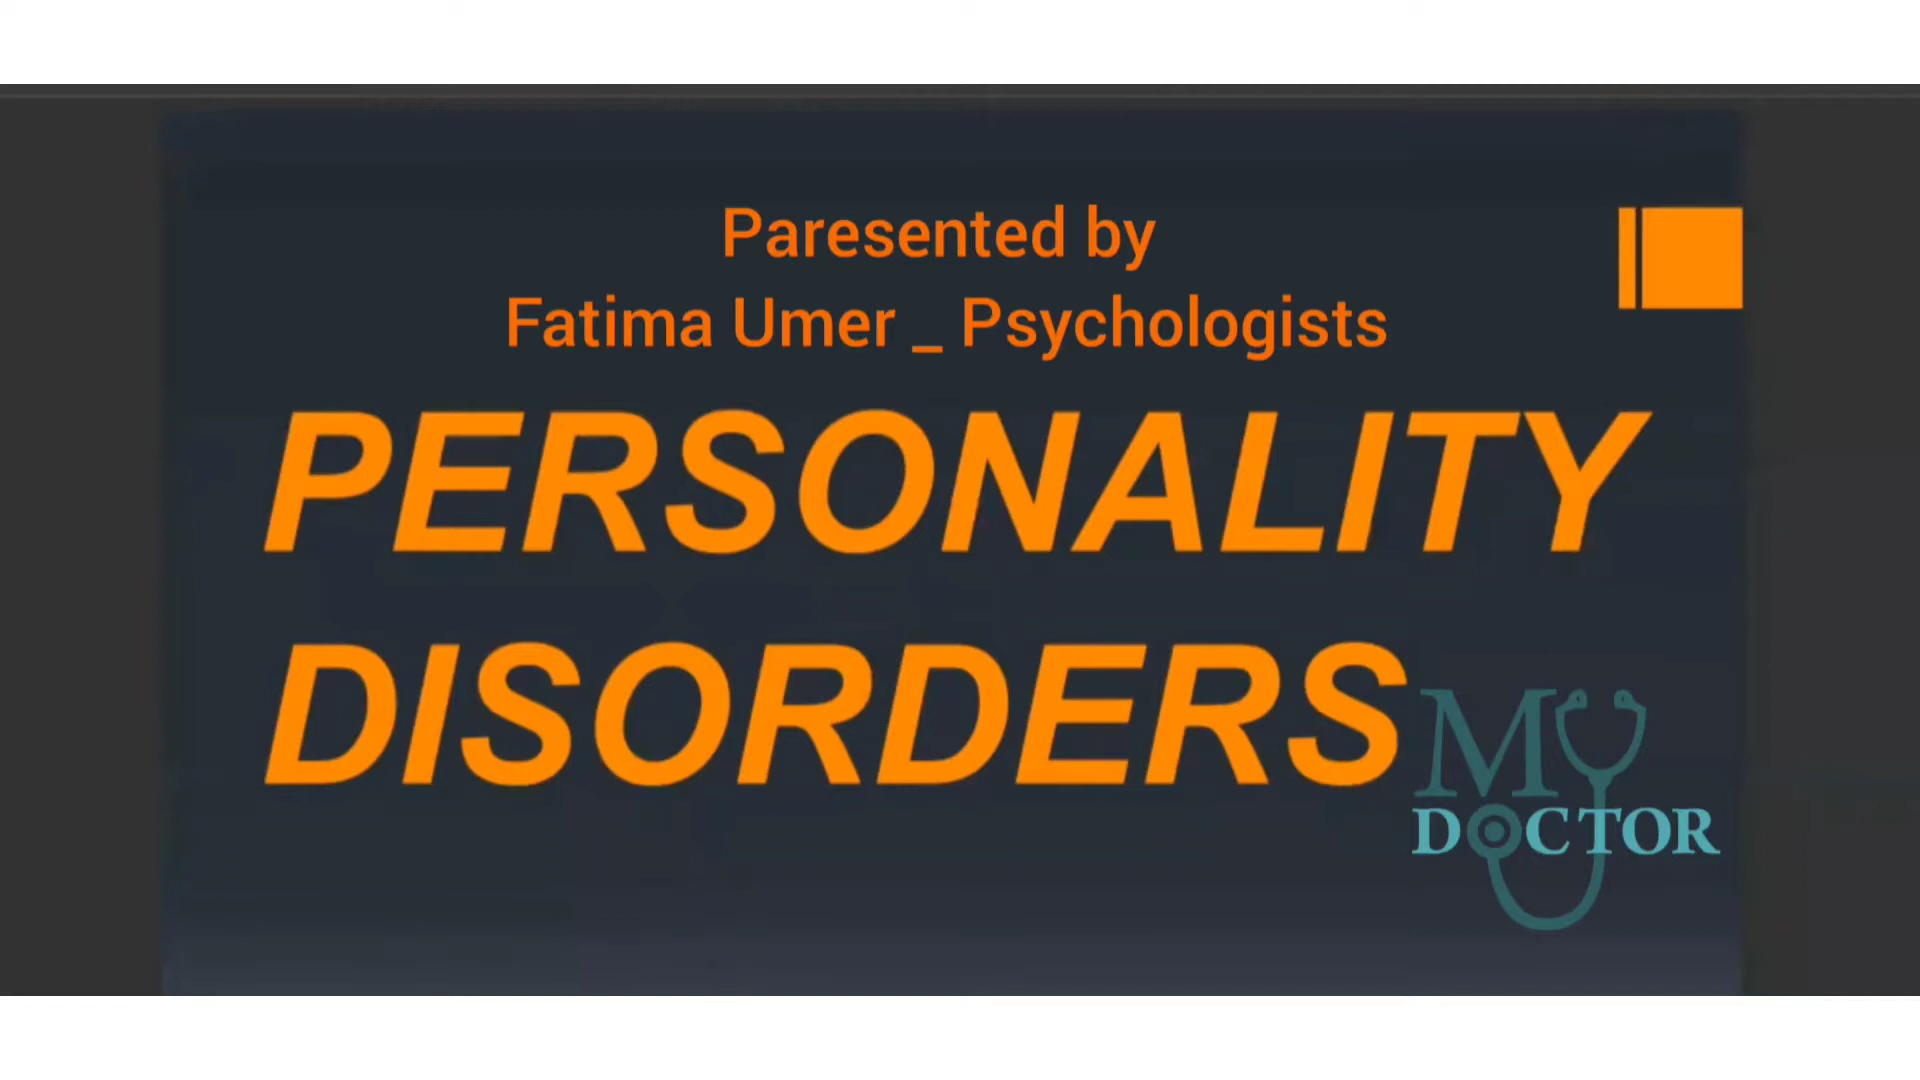 Paresented by
Fatima Umer _ Psychologists
PERSONALITY
DISORDERS
MY
DOCTOR